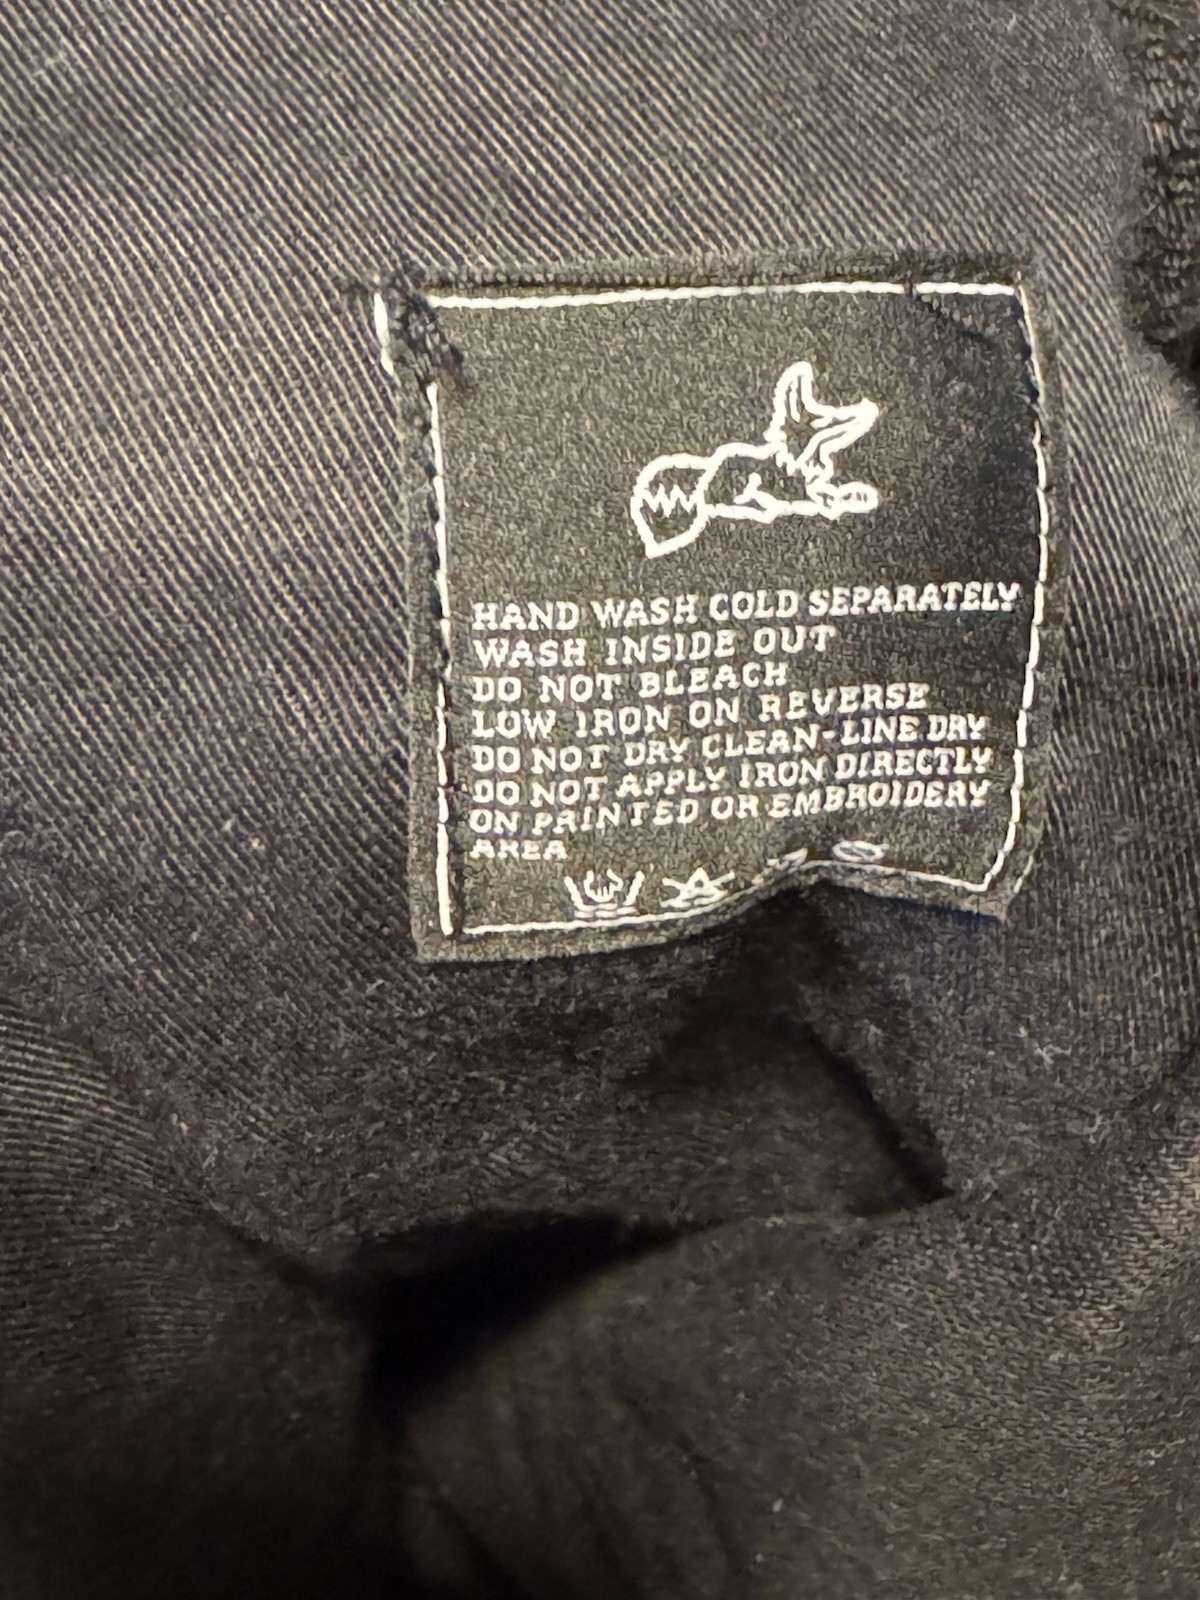 HAND WASH COLD SEPARATELY
WASH INSIDE OUT
DO NOT BLEACH
LOW IRON ON REVERSE
DO NOT DRY CLEAN-LINE DRY
DO NOT APPLY IRON DIRECTLY
ON PRINTED OR EMBROIDERY
AREA